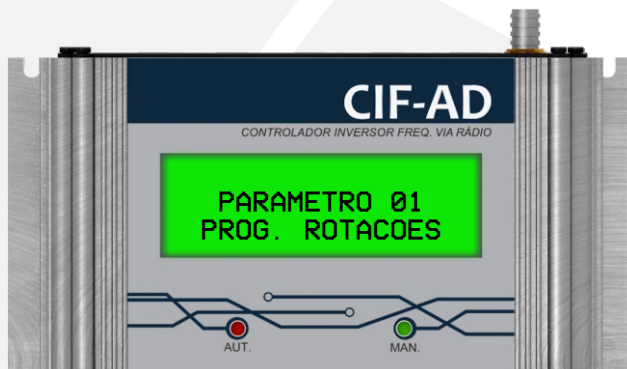 CIF-AD
CONTROLADOR INVERSOR FREQ. VIA RÁDIO
PARAMETRO 01
PROG. ROTACOES
AUT.
MAN.